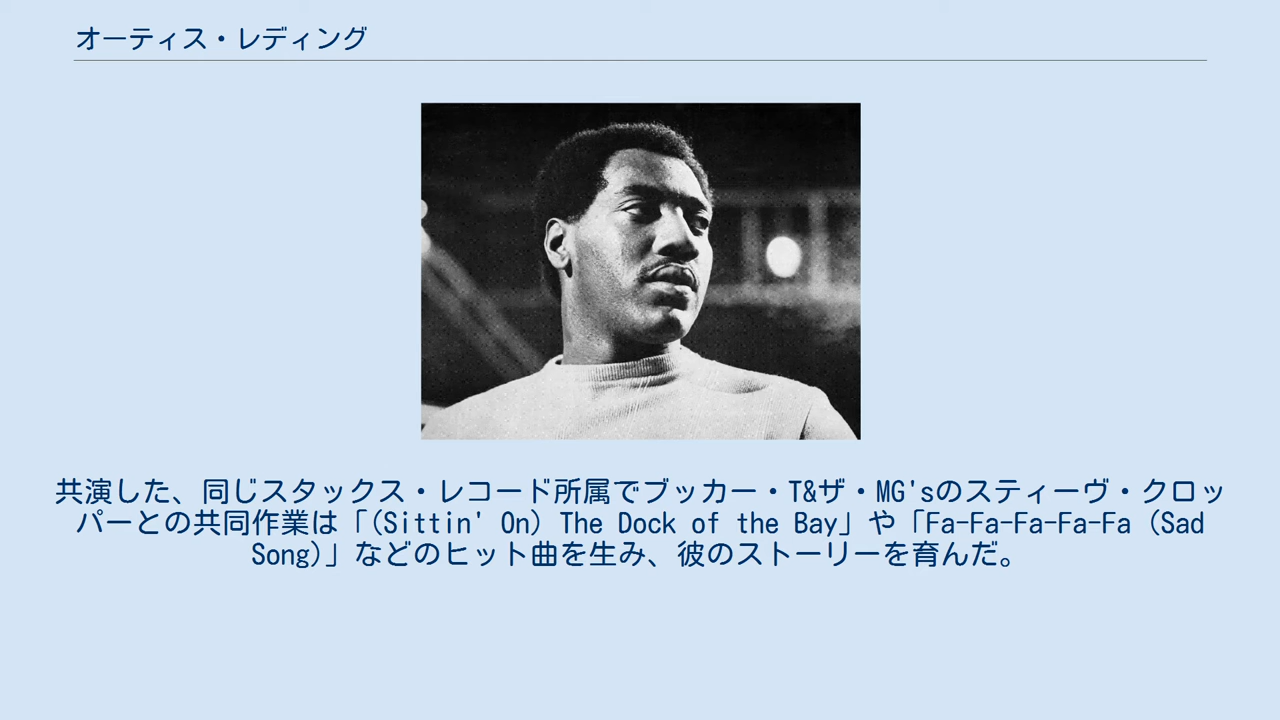 オーティス・レディング
共演した、同じスタックス・レコード所属でブッカー・T&ザ・MG'sのスティーヴ・クロッ
パーとの共同作業は「(Sittin' On) The Dock of the Bay」や「Fa-Fa-Fa-Fa-Fa (Sad
Song)」などのヒット曲を生み、彼のストーリーを育んだ。